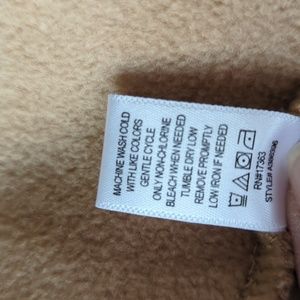 MACHINE WASH COLD
WITH LIKE COLORS
GENTLE CYCLE
ONLY NON-CHLORINE
BLEACH WHEN NEEDED
TUMBLE DRY LOW
REMOVE PROMPTLY
LOW IRON IF NEEDED
RN#17363
STYLE#